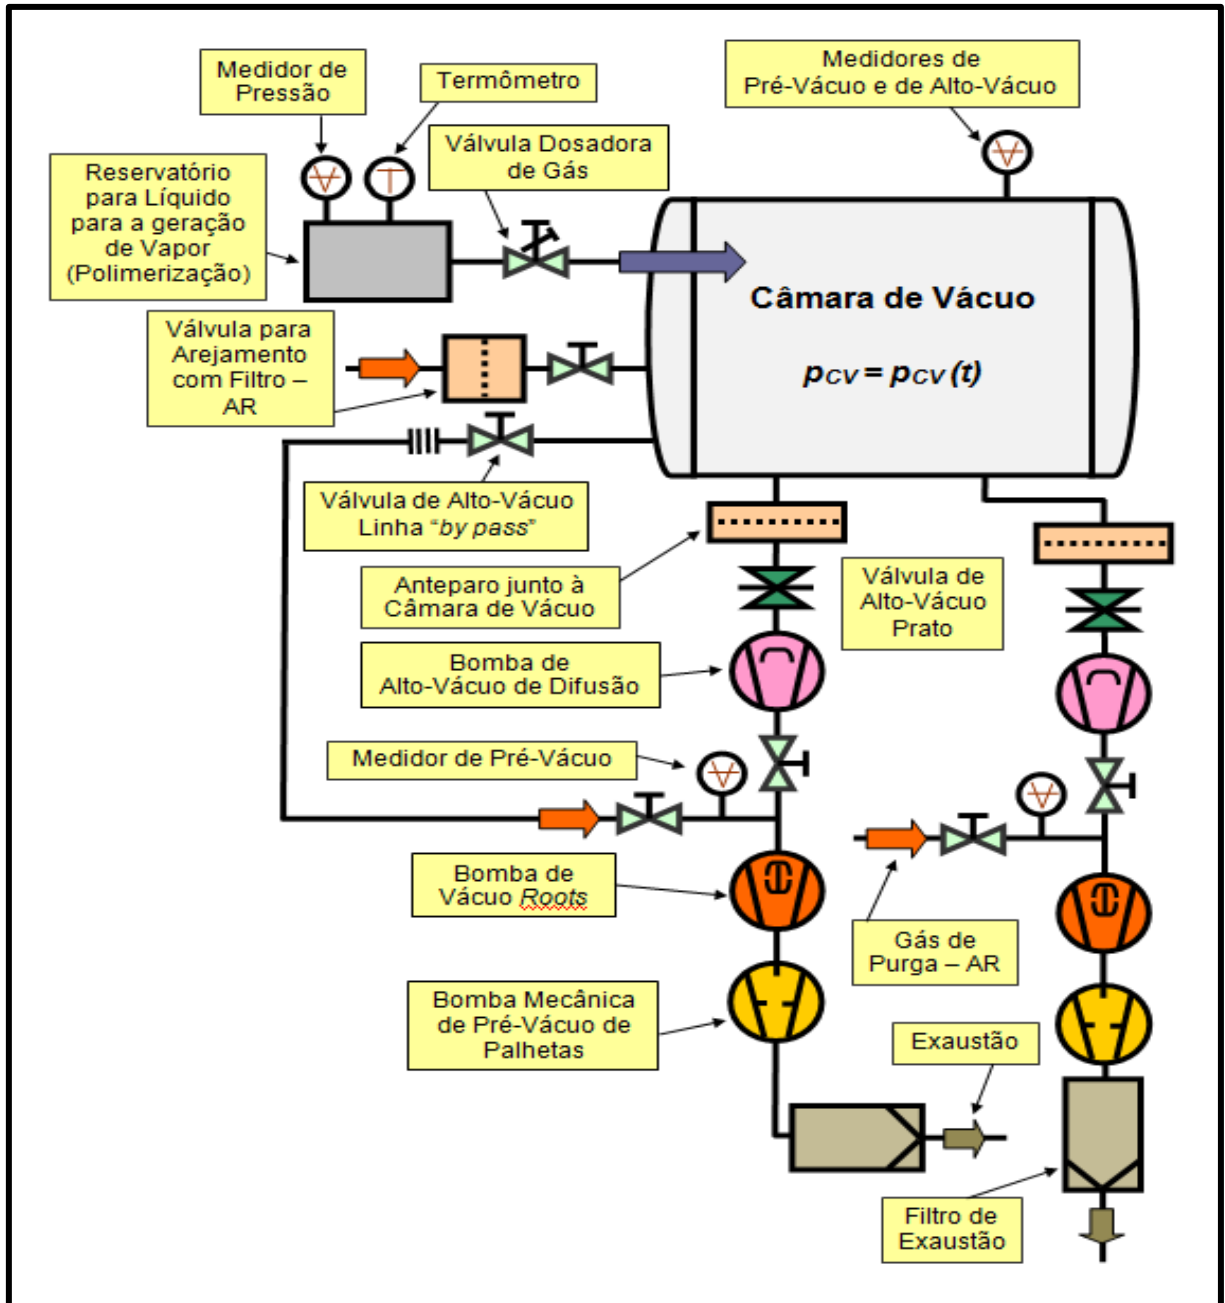 Medidor de
Pressão
Termômetro
Medidores de
Pré-Vácuo e de Alto-Vácuo
Válvula Dosadora
de Gás
Reservatório
para Líquido
para a geração
de Vapor
(Polimerização)
T
Câmara de Vácuo
pCV = pCV (t)
Válvula para
Arejamento
com Filtro –
AR
Válvula de Alto-Vácuo
Linha “by pass”
Anteparo junto à
Câmara de Vácuo
Válvula de
Alto-Vácuo
Prato
Bomba de
Alto-Vácuo de Difusão
Medidor de Pré-Vácuo
Bomba de
Vácuo Roots
Gás de
Purga – AR
Bomba Mecânica
de Pré-Vácuo de
Palhetas
Exaustão
Filtro de
Exaustão